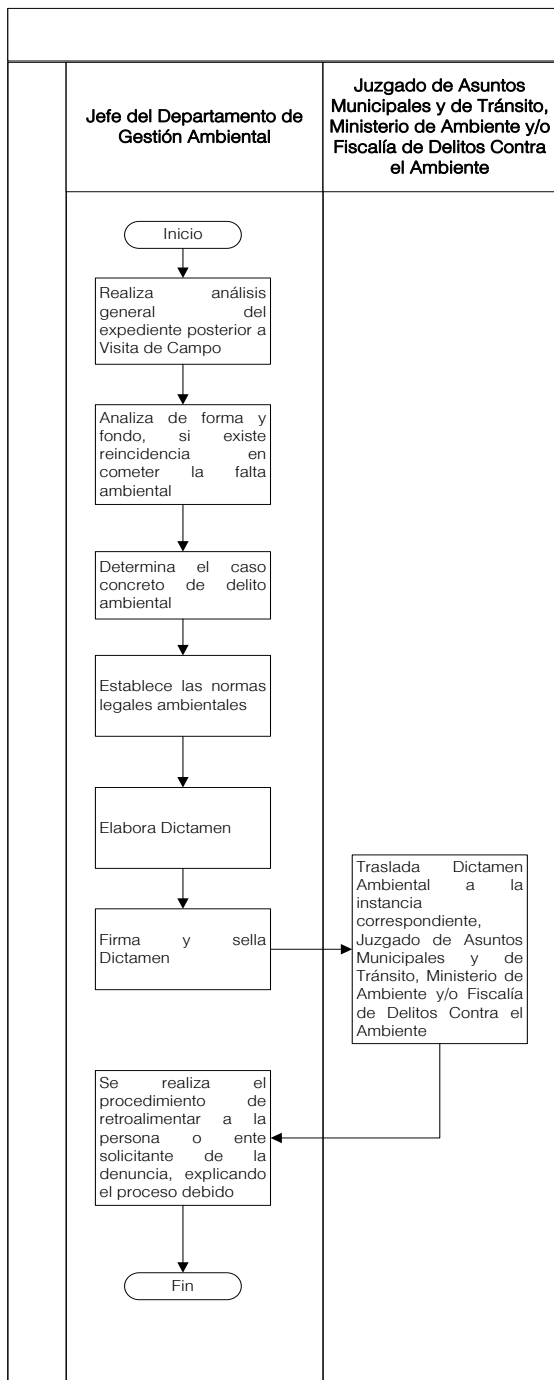 Jefe del Departamento de
Gestión Ambiental
Juzgado de Asuntos
Municipales y de Tránsito,
Ministerio de Ambiente y/o
Fiscalía de Delitos Contra
el Ambiente
Inicio
Realiza análisis
general del
expediente posterior a
Visita de Campo
Analiza de forma y
fondo, si existe
reincidencia en
cometer la falta
ambiental
Determina el caso
concreto de delito
ambiental
Establece las normas
legales ambientales
Elabora Dictamen
Firma y sella
Dictamen
Traslada Dictamen
Ambiental a la
instancia
correspondiente,
Juzgado de Asuntos
Municipales y de
Tránsito, Ministerio de
Ambiente y/o Fiscalía
de Delitos Contra el
Ambiente
Se realiza el
procedimiento de
retroalimentar a la
persona o ente
solicitante de la
denuncia, explicando
el proceso debido
Fin